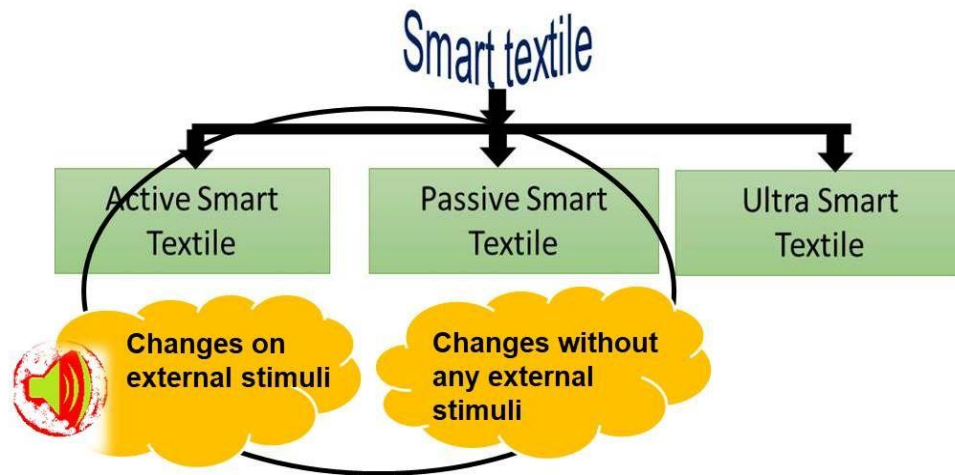 Smart textile
Active Smart
Textile
Passive Smart
Textile
Ultra Smart
Textile
Changes on
external stimuli
Changes without
any external
stimuli